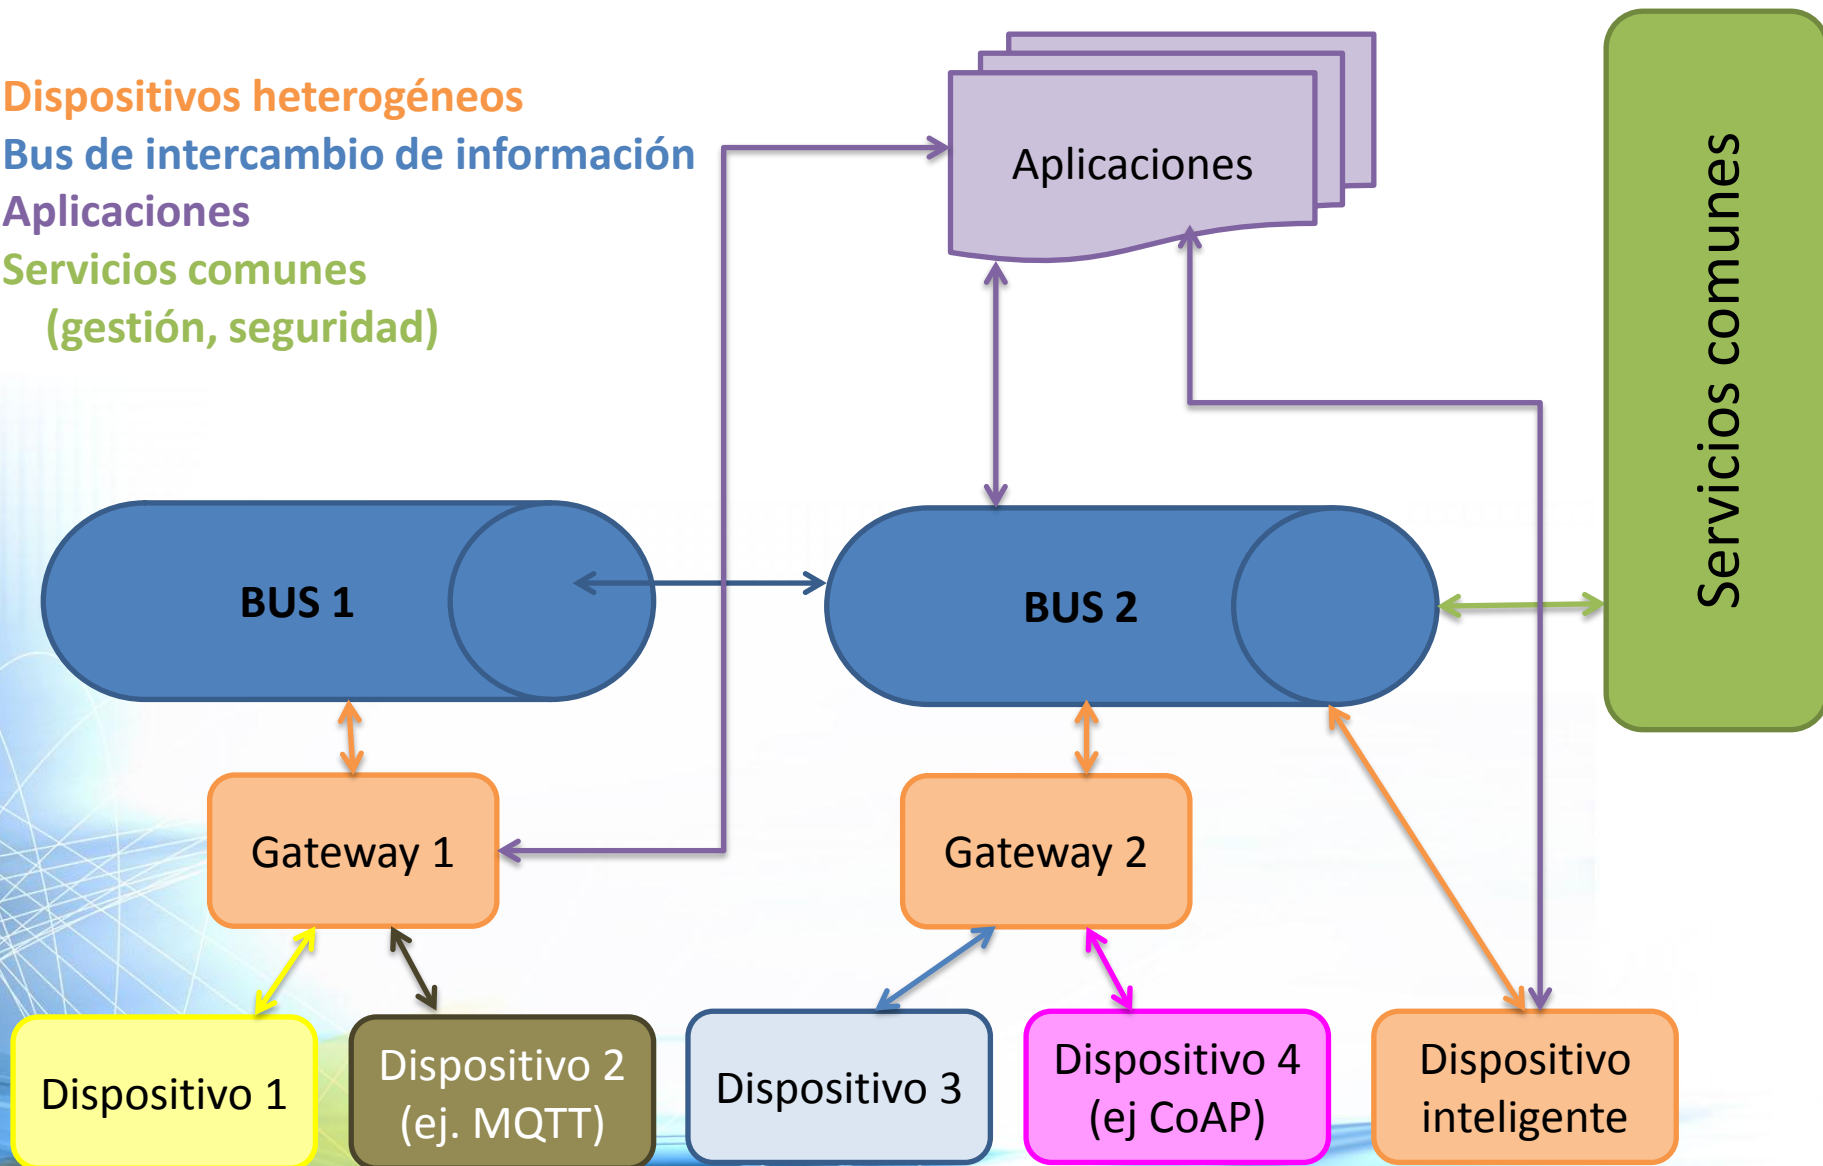 Dispositivos heterogéneos
Bus de intercambio de información
Aplicaciones
Servicios comunes
(gestión, seguridad)
Aplicaciones
Servicios comunes
BUS 1
BUS 2
Gateway 1
Gateway 2
Dispositivo 1
Dispositivo 2
(ej. MQTT)
Dispositivo 3
Dispositivo 4
(ej CoAP)
Dispositivo
inteligente